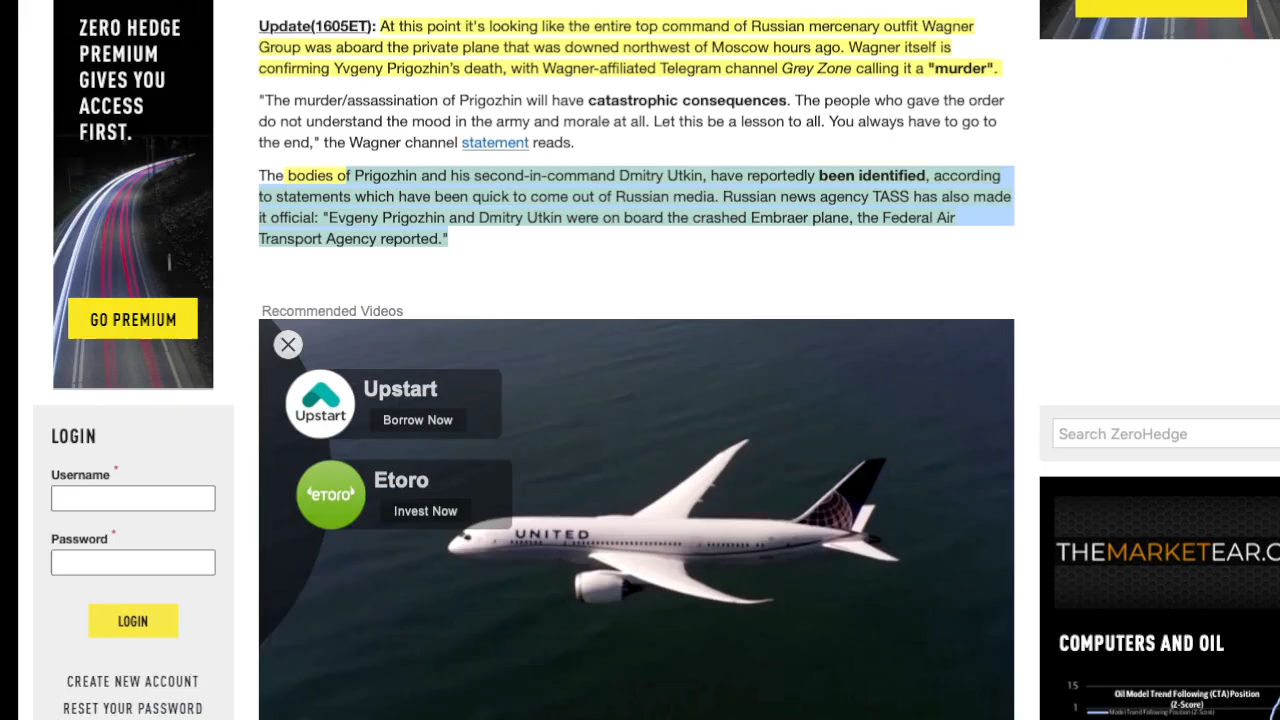 ZERO HEDGE
PREMIUM
GIVES YOU
ACCESS
FIRST.
GO PREMIUM
LOGIN
Username *
Password *
LOGIN
CREATE NEW ACCOUNT
RESET YOUR PASSWORD
Update(1605ET): At this point it's looking like the entire top command of Russian mercenary outfit Wagner
Group was aboard the private plane that was downed northwest of Moscow hours ago. Wagner itself is
confirming Yvgeny Prigozhin's death, with Wagner-affiliated Telegram channel Grey Zone calling it a "murder".
"The murder/assassination of Prigozhin will have catastrophic consequences. The people who gave the order
do not understand the mood in the army and morale at all. Let this be a lesson to all. You always have to go to
the end," the Wagner channel statement reads.
The bodies of Prigozhin and his second-in-command Dmitry Utkin, have reportedly been identified, according
to statements which have been quick to come out of Russian media. Russian news agency TASS has also made
it official: "Evgeny Prigozhin and Dmitry Utkin were on board the crashed Embraer plane, the Federal Air
Transport Agency reported."
Recommended Videos
Upstart
Upstart
Borrow Now
eTORO
Etoro
Invest Now
UNITED
Search ZeroHedge
THEMARKETEAR.C
COMPUTERS AND OIL
15
Oil Model Trend Following (CTA) Position
(Z-Score)
1
Model Trend Following Position (Z-Score)